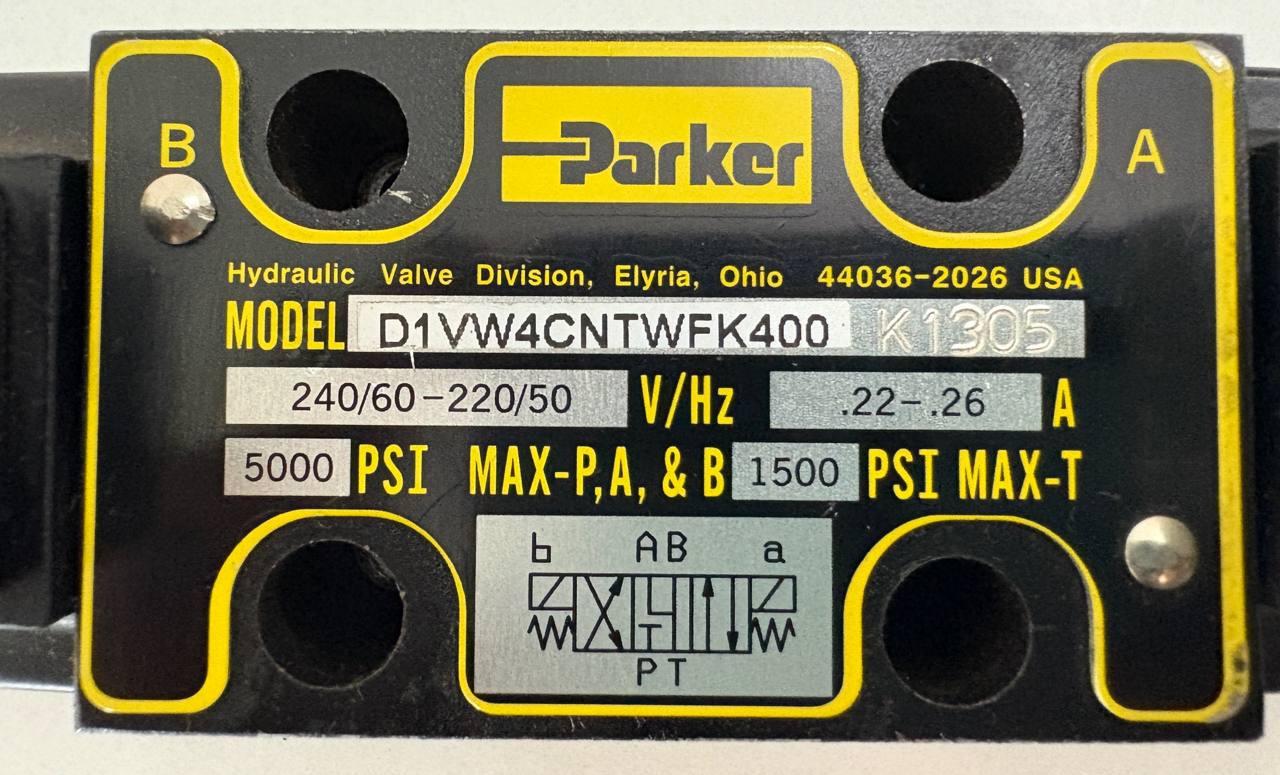 B
Parker
A
Hydraulic Valve Division, Elyria, Ohio 44036-2026 USA
MODEL D1VW4CNTWFK400 K1305
240/60-220/50 V/Hz .22-.26 A
5000 PSI MAX-P,A, & B 1500 PSI MAX-T
b AB a
PT